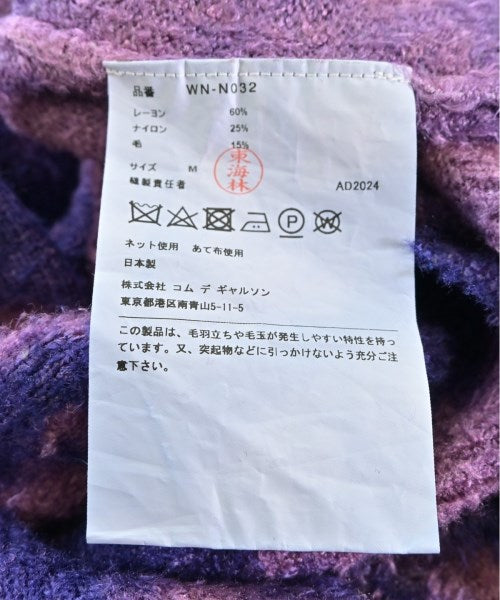 品番 WN-N032
レーヨン 60%
ナイロン 25%
毛 15%
サイズ M
縫製責任者 東海林 AD2024
P W
ネット使用 あて布使用
日本製
株式会社 コム デ ギャルソン
東京都港区南青山5-11-5
この製品は、毛羽立ちや毛玉が発生しやすい特性を持っ
ています。又、突起物などに引っかけないよう充分ご注
意下さい。